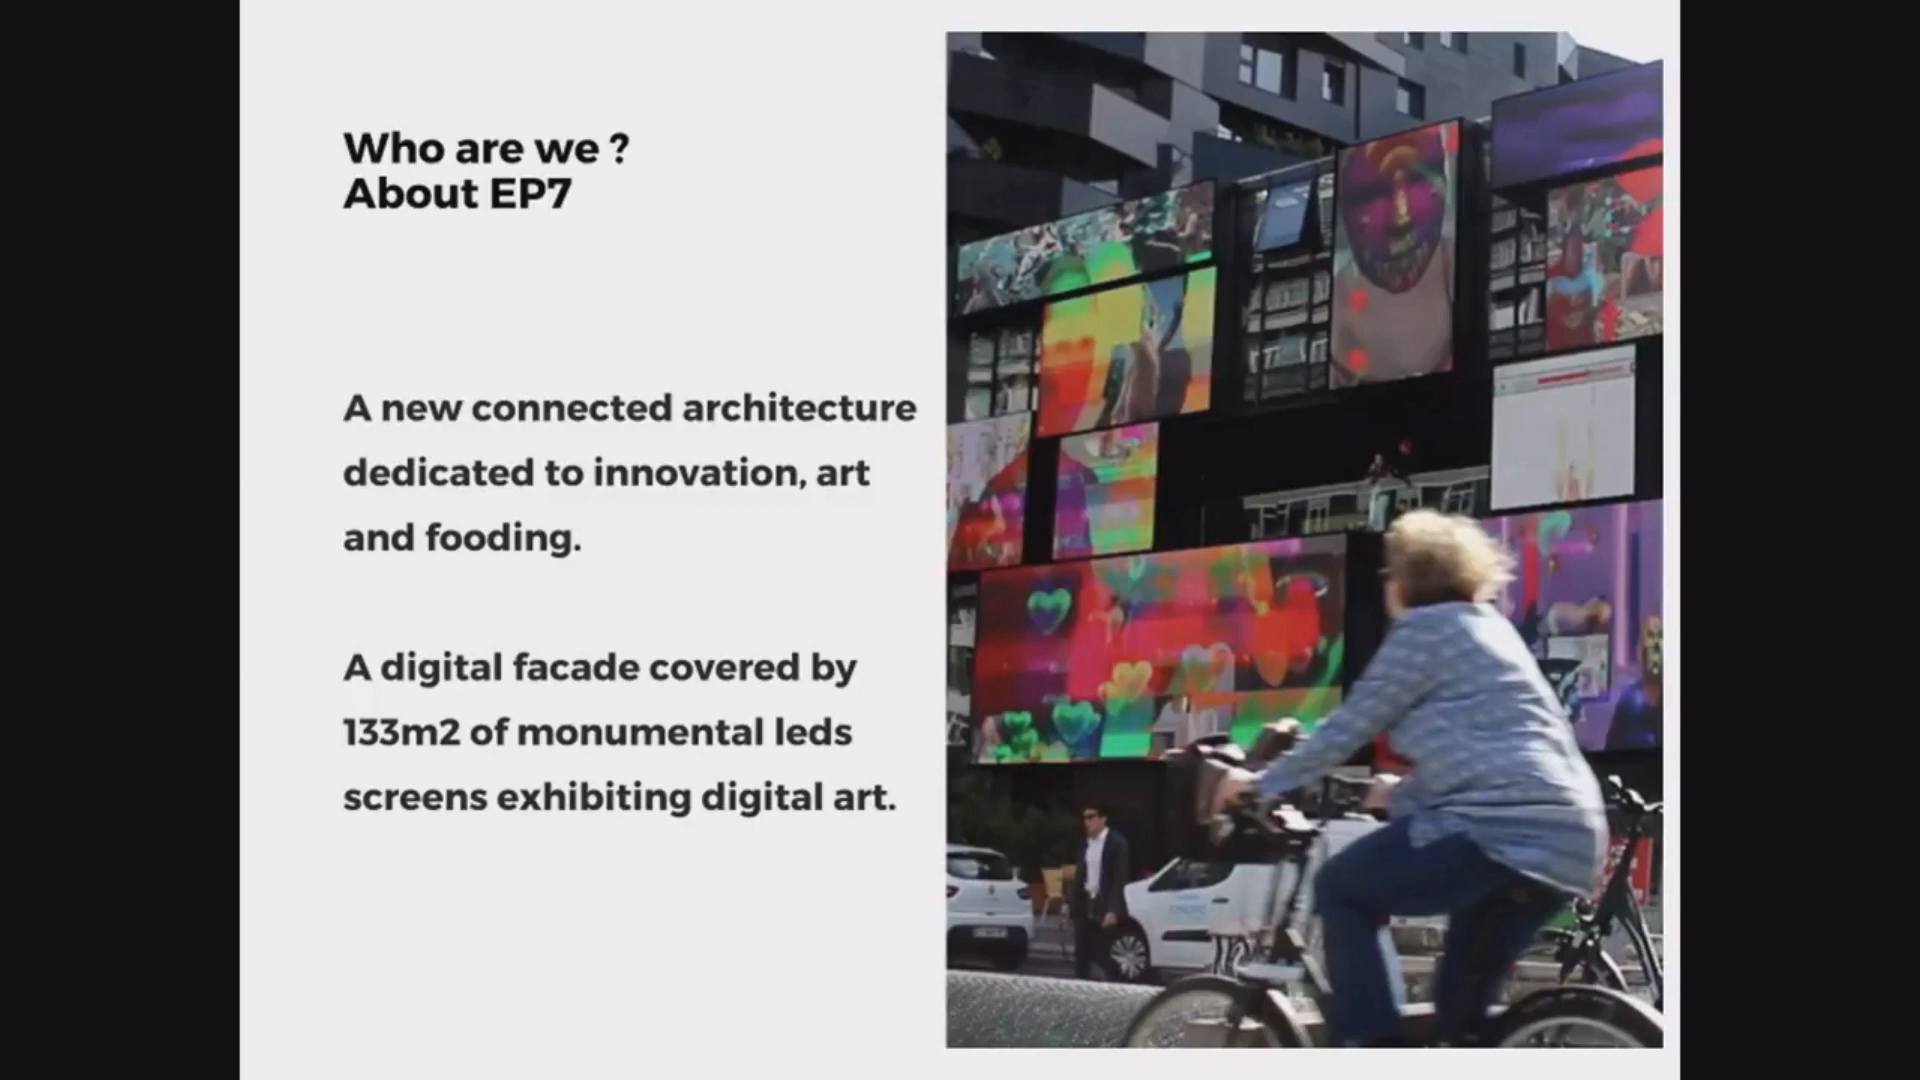 Who are we ?
About EP7
A new connected architecture
dedicated to innovation, art
and fooding.
A digital facade covered by
133m2 of monumental leds
screens exhibiting digital art.